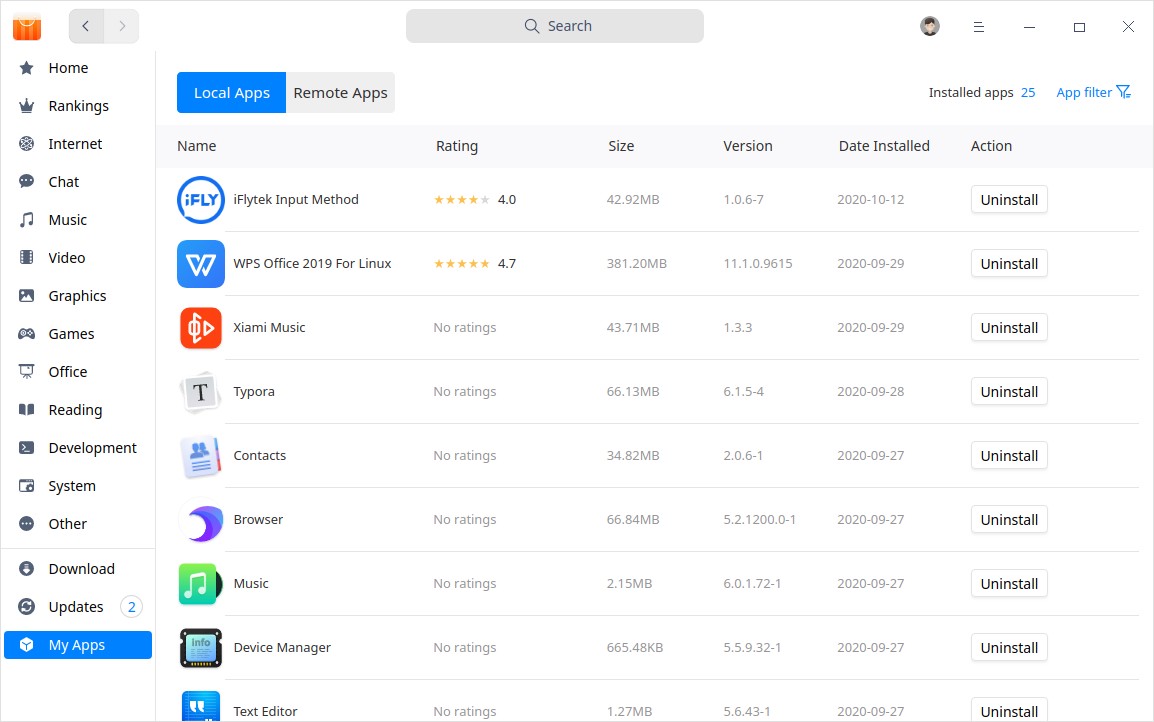 Search
Home
Rankings
Internet
Chat
Music
Video
Graphics
Games
Office
Reading
Development
System
Other
Download
Updates 2
My Apps
Local Apps Remote Apps Installed apps 25 App filter
Name Rating Size Version Date Installed Action
iFLY iFlytek Input Method 4.0 42.92MB 1.0.6-7 2020-10-12 Uninstall
W WPS Office 2019 For Linux 4.7 381.20MB 11.1.0.9615 2020-09-29 Uninstall
Xiami Music No ratings 43.71MB 1.3.3 2020-09-29 Uninstall
T Typora No ratings 66.13MB 6.1.5-4 2020-09-28 Uninstall
Contacts No ratings 34.82MB 2.0.6-1 2020-09-27 Uninstall
Browser No ratings 66.84MB 5.2.1200.0-1 2020-09-27 Uninstall
Music No ratings 2.15MB 6.0.1.72-1 2020-09-27 Uninstall
info Device Manager No ratings 665.48KB 5.5.9.32-1 2020-09-27 Uninstall
Text Editor No ratings 1.27MB 5.6.43-1 2020-09-27 Uninstall